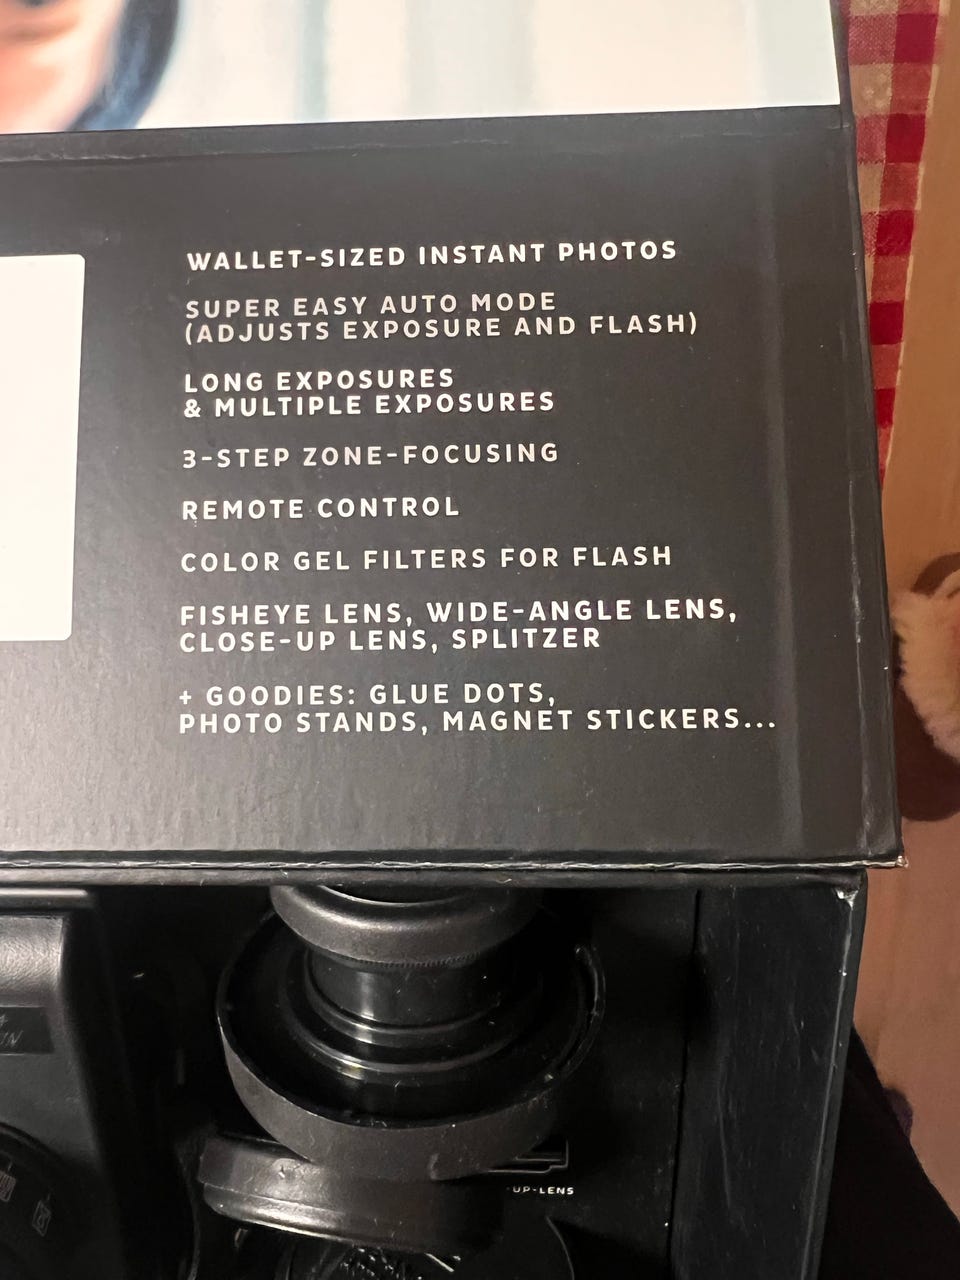 WALLET-SIZED INSTANT PHOTOS
SUPER EASY AUTO MODE
(ADJUSTS EXPOSURE AND FLASH)
LONG EXPOSURES
& MULTIPLE EXPOSURES
3-STEP ZONE-FOCUSING
REMOTE CONTROL
COLOR GEL FILTERS FOR FLASH
FISHEYE LENS, WIDE-ANGLE LENS,
CLOSE-UP LENS, SPLITZER
+ GOODIES: GLUE DOTS,
PHOTO STANDS, MAGNET STICKERS...
-UP-LENS